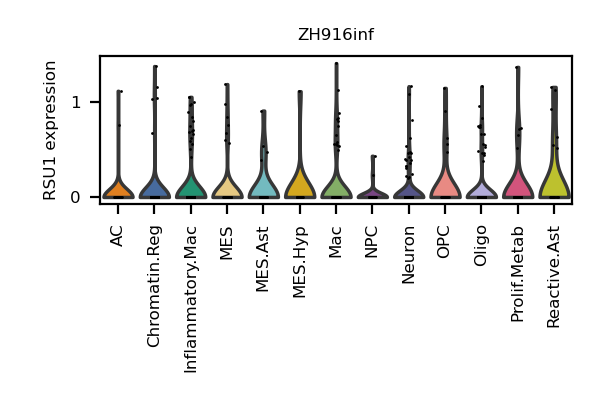 ZH916inf
RSU1 expression
1
0
AC
Chromatin.Reg
Inflammatory.Mac
MES
MES.Ast
MES.Hyp
Mac
NPC
Neuron
OPC
Oligo
Prolif.Metab
Reactive.Ast